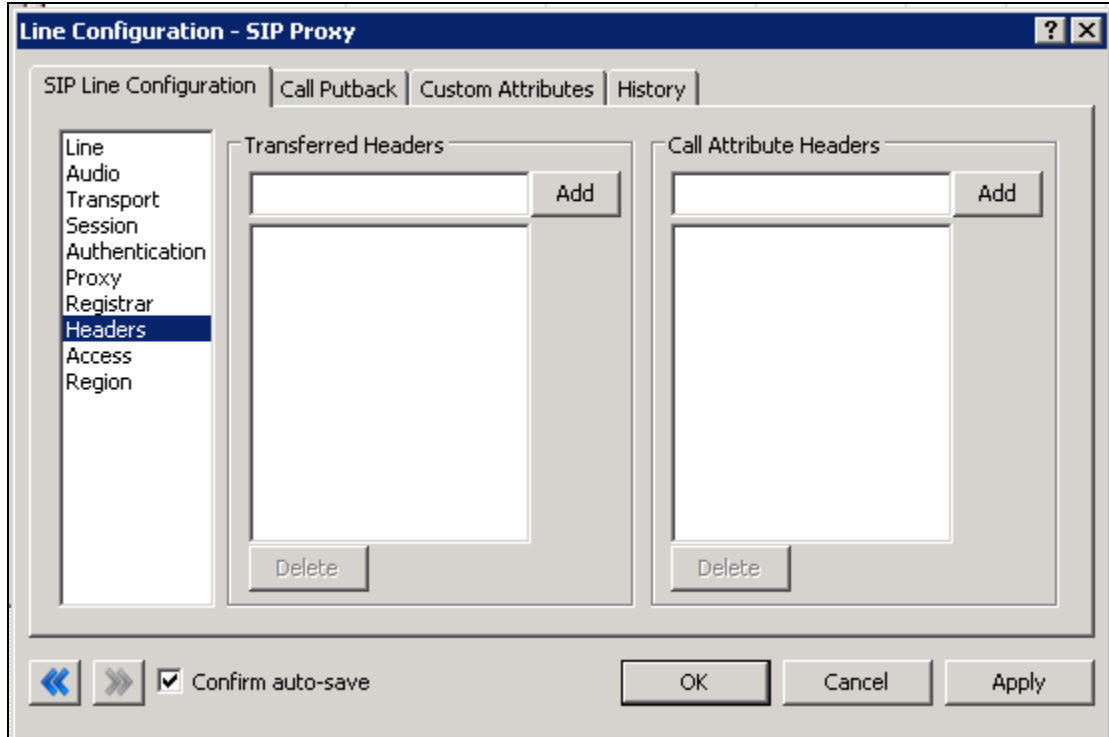 Line Configuration - SIP Proxy
SIP Line Configuration Call Putback Custom Attributes History
Line
Audio
Transport
Session
Authentication
Proxy
Registrar
Headers
Access
Region
Transferred Headers
Add
Delete
Call Attribute Headers
Add
Delete
Confirm auto-save
OK Cancel Apply